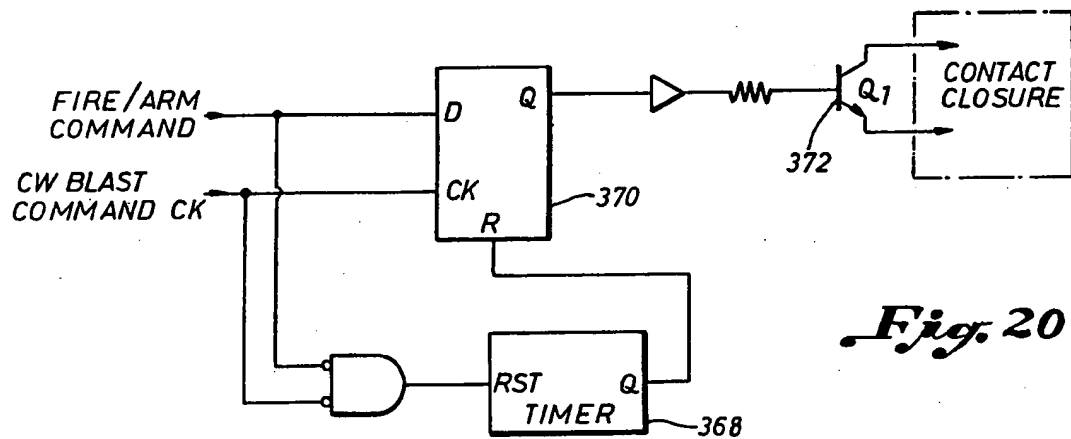 FIRE/ARM
COMMAND
CW BLAST
COMMAND CK
D
Q
CK
R
370
Q1
372
CONTACT
CLOSURE
RST
Q
TIMER
368
Fig. 20